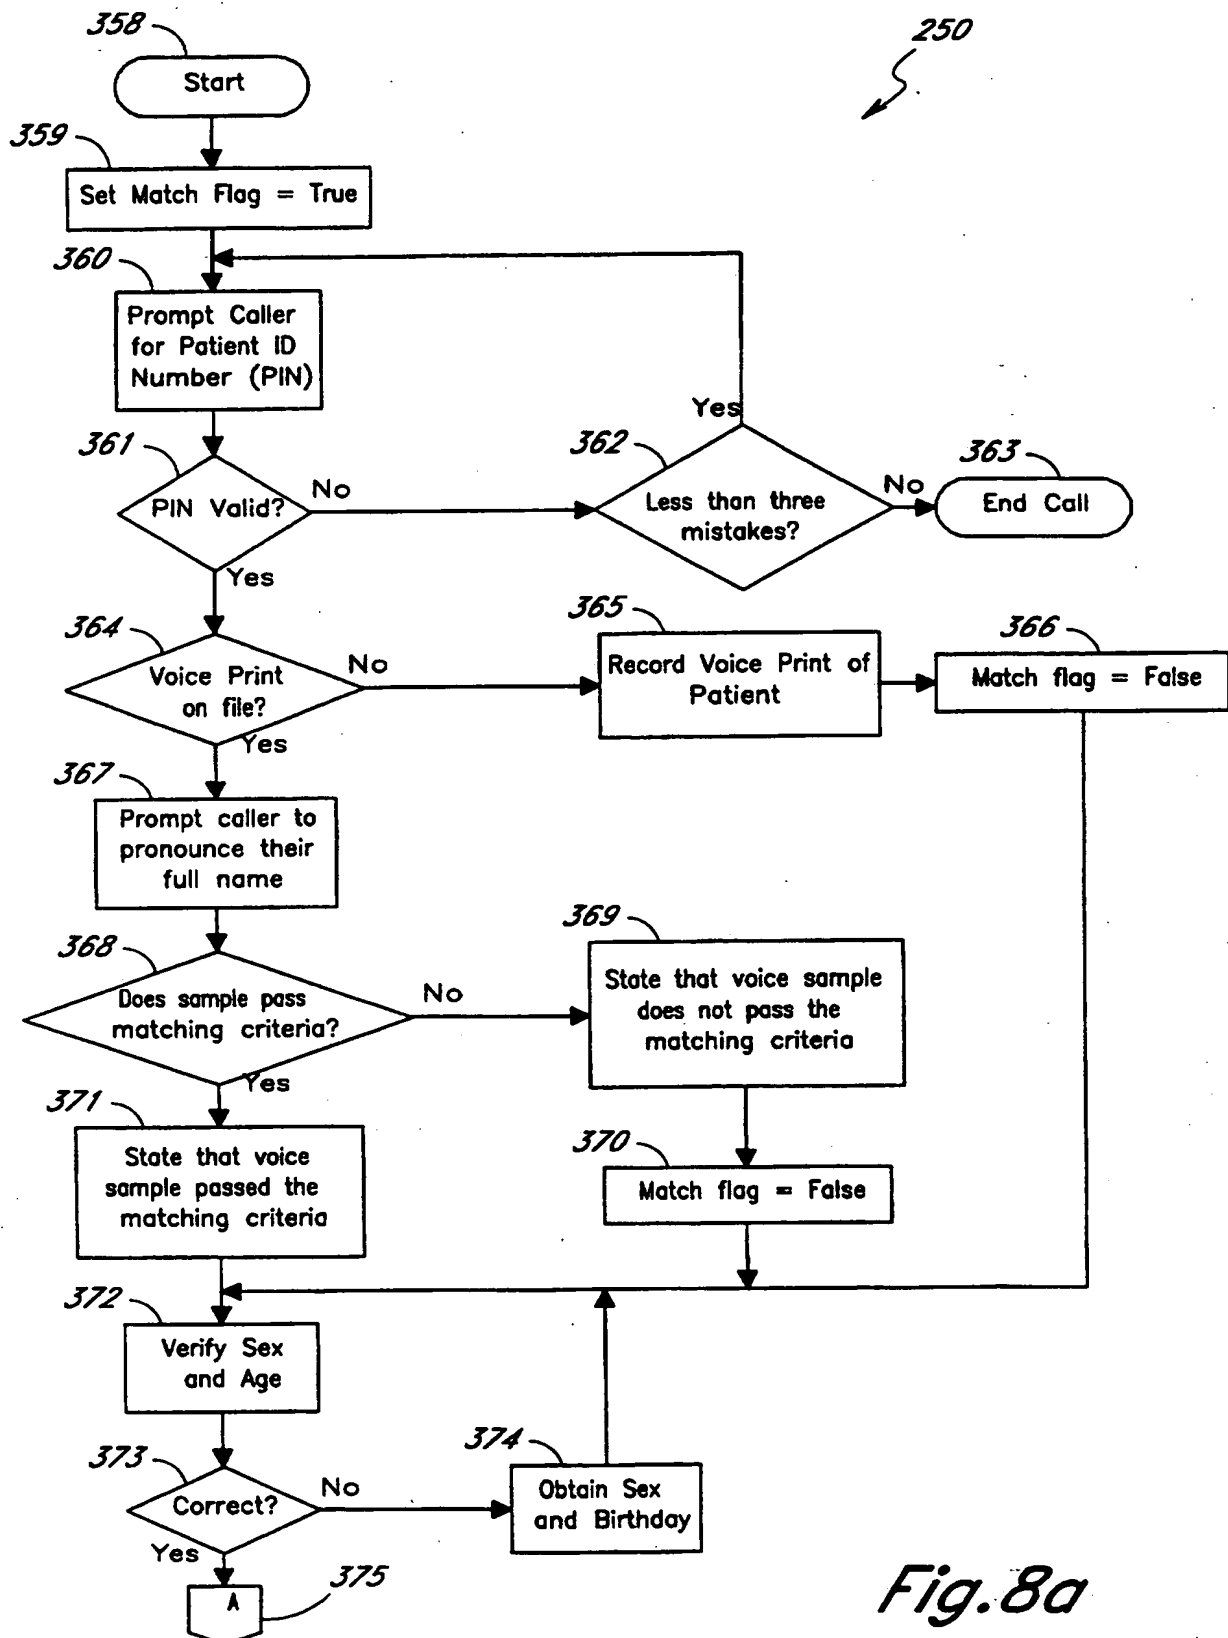 358
250
Start
359
Set Match Flag = True
360
Prompt Caller
for Patient ID
Number (PIN)
Yes
361
362
363
PIN Valid?
No
Less than three
mistakes?
No
End Call
Yes
364
365
366
Voice Print
on file?
No
Record Voice Print of
Patient
Match flag = False
Yes
367
Prompt caller to
pronounce their
full name
368
369
Does sample pass
matching criteria?
No
State that voice sample
does not pass the
matching criteria
Yes
371
370
State that voice
sample passed the
matching criteria
Match flag = False
372
Verify Sex
and Age
373
374
Correct?
No
Obtain Sex
and Birthday
Yes
A
375
Fig.8a